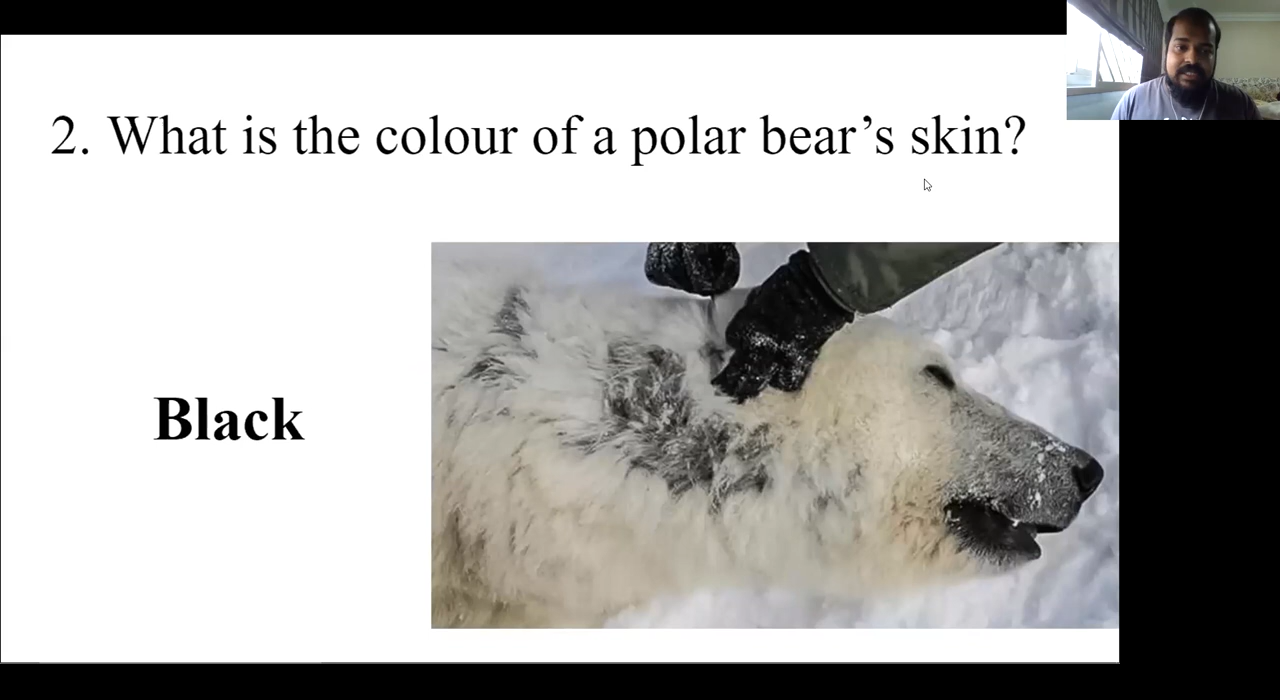 2. What is the colour of a polar bear’s skin?
Black